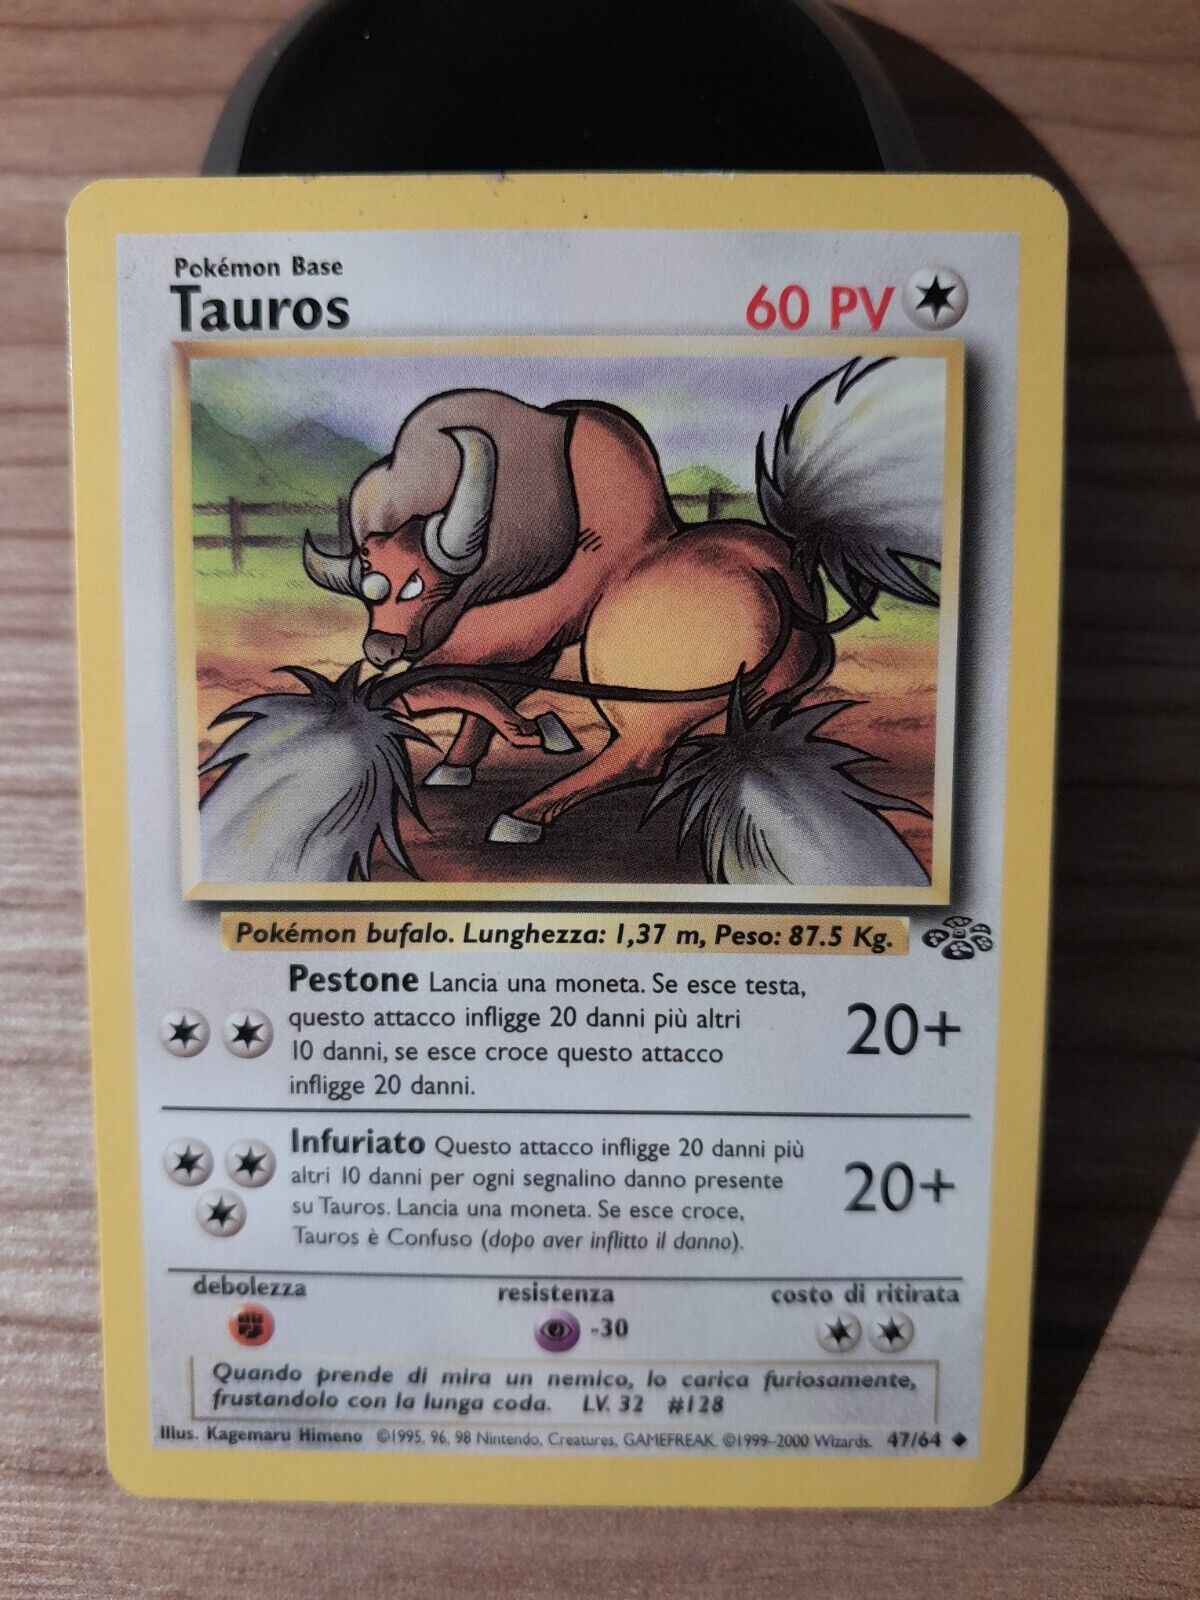 Pokémon Base
Tauros
60 PV
Pokémon bufalo. Lunghezza: 1,37 m, Peso: 87.5 Kg.
Pestone Lancia una moneta. Se esce testa,
questo attacco infligge 20 danni più altri
10 danni, se esce croce questo attacco
infligge 20 danni.
20+
Infuriato Questo attacco infligge 20 danni più
altri 10 danni per ogni segnalino danno presente
su Tauros. Lancia una moneta. Se esce croce,
Tauros è Confuso (dopo aver inflitto il danno).
20+
debolezza
resistenza
-30
costo di ritirata
Quando prende di mira un nemico, lo carica furiosamente,
frustandolo con la lunga coda. LV. 32 #128
Illus. Kagemaru Himeno ©1995, 96, 98 Nintendo, Creatures, GAMEFREAK. ©1999-2000 Wizards. 47/64